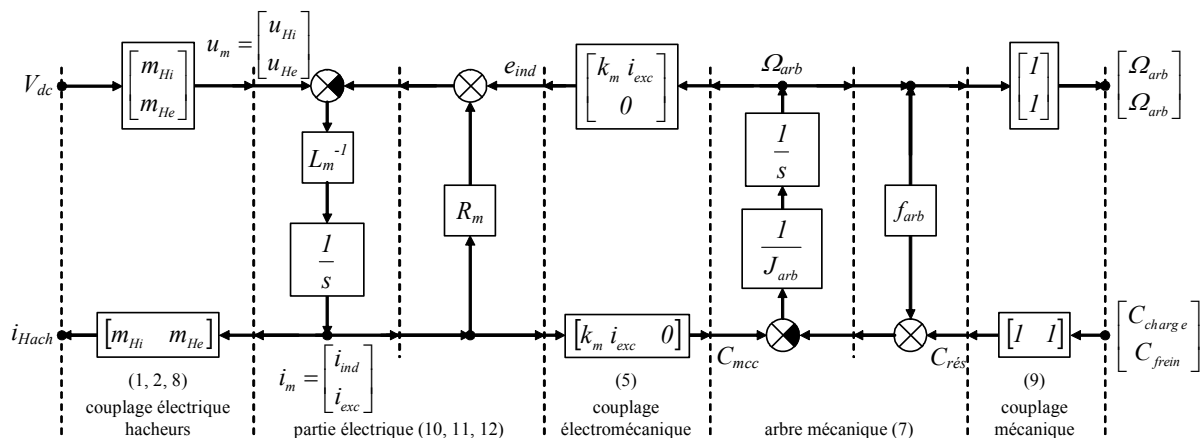 u_m = [u_Hi
u_He]
V_dc
[m_Hi
m_He]
e_ind
[k_m i_exc
0]
Ω_arb
[1
1]
[Ω_arb
Ω_arb]
L_m^-1
1
s
R_m
1
s
1
J_arb
f_arb
i_Hach
[m_Hi m_He]
[k_m i_exc 0]
[1 1]
[C_charge
C_frein]
C_mcc
C_rés
i_m = [i_ind
i_exc]
(1, 2, 8)
couplage électrique
hacheurs
partie électrique (10, 11, 12)
(5)
couplage
électromécanique
arbre mécanique (7)
(9)
couplage
mécanique